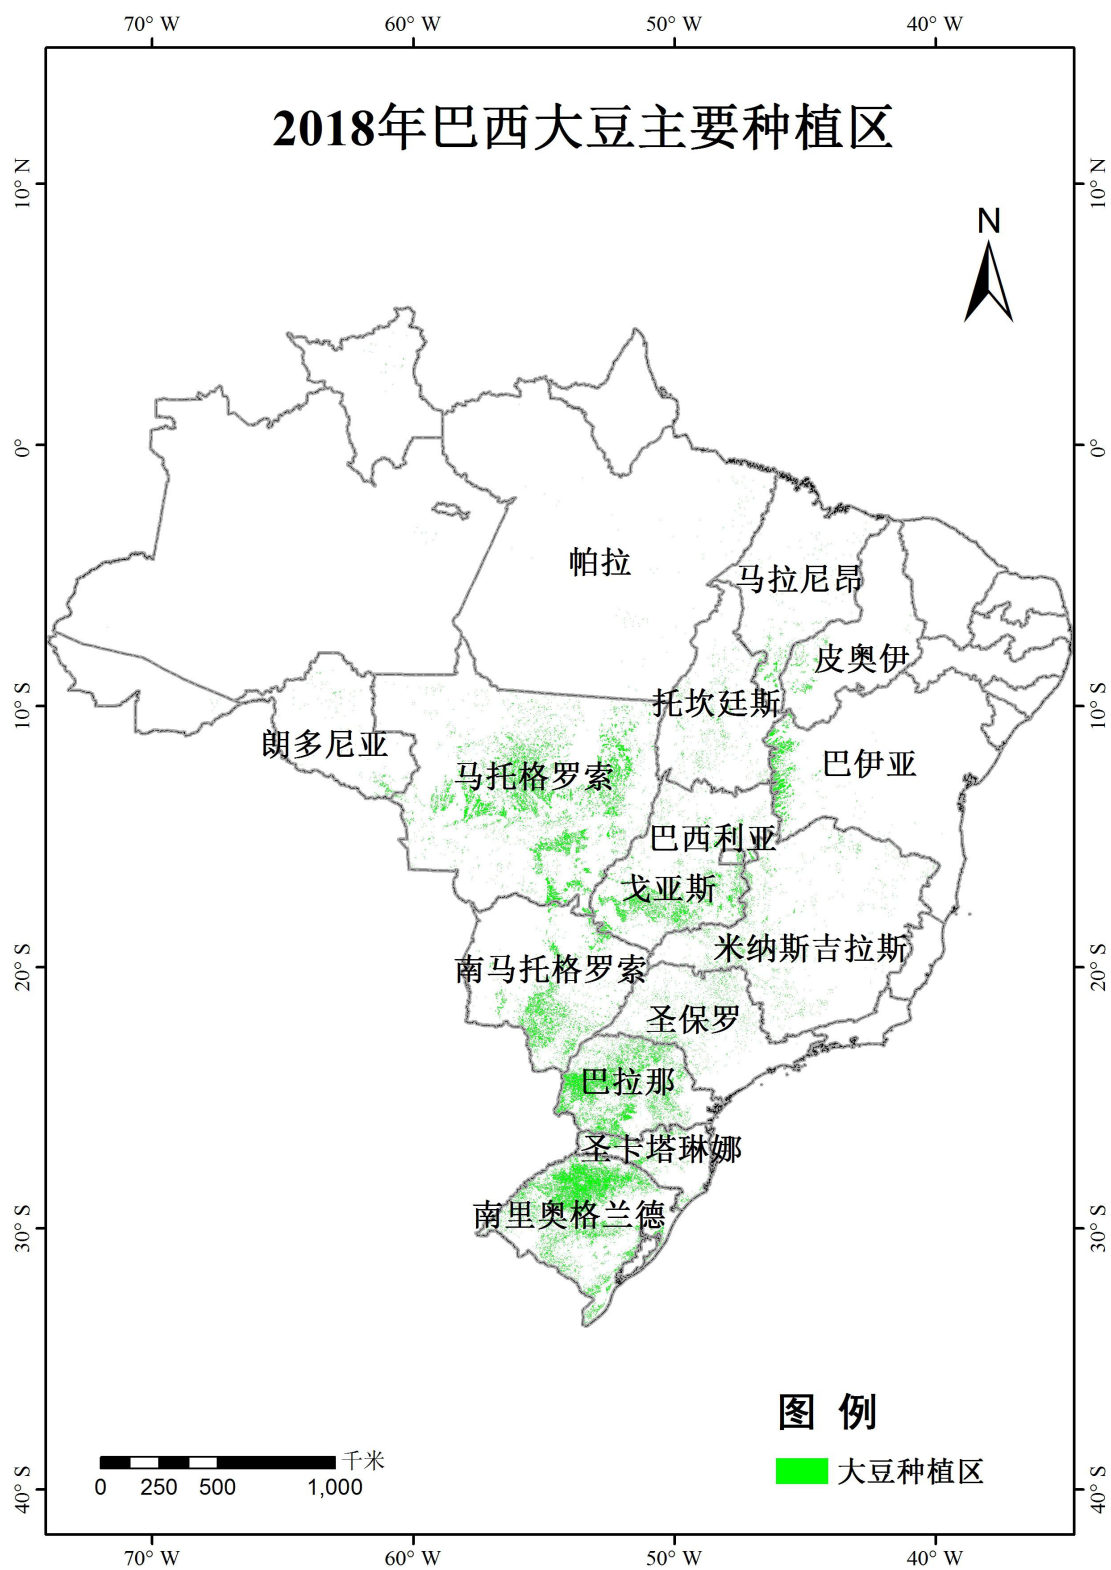 70° W 60° W 50° W 40° W
2018年巴西大豆主要种植区
10° N 10° N
N
0° 0°
帕拉
马拉尼昂
皮奥伊
托坎廷斯
10° S 10° S
朗多尼亚
巴伊亚
马托格罗索
巴西利亚
戈亚斯
米纳斯吉拉斯
南马托格罗索
20° S 20° S
圣保罗
巴拉那
圣卡塔琳娜
南里奥格兰德
30° S 30° S
图 例
千米
0 250 500 1,000
大豆种植区
40° S 40° S
70° W 60° W 50° W 40° W